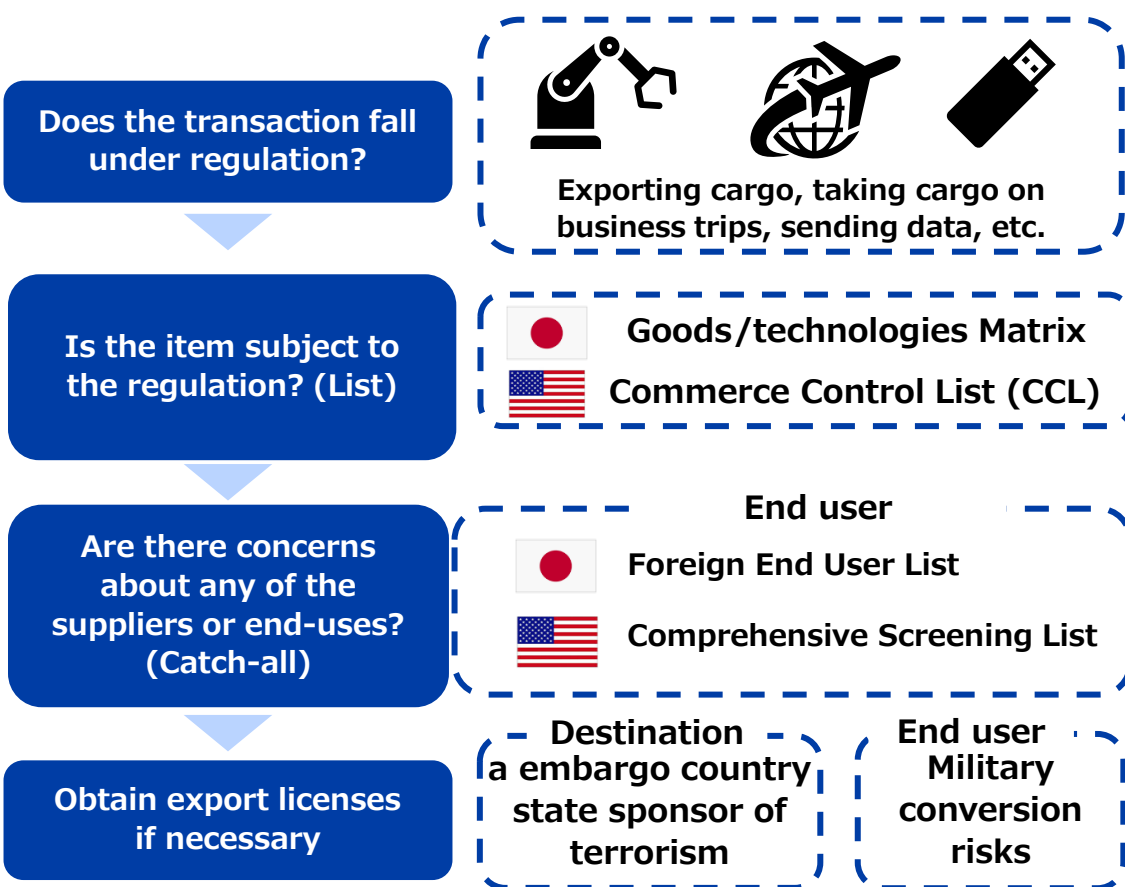 Does the transaction fall
under regulation?
Exporting cargo, taking cargo on
business trips, sending data, etc.
Is the item subject to
the regulation? (List)
Goods/technologies Matrix
Commerce Control List (CCL)
Are there concerns
about any of the
suppliers or end-uses?
(Catch-all)
End user
Foreign End User List
Comprehensive Screening List
Obtain export licenses
if necessary
Destination
a embargo country
state sponsor of
terrorism
End user
Military
conversion
risks